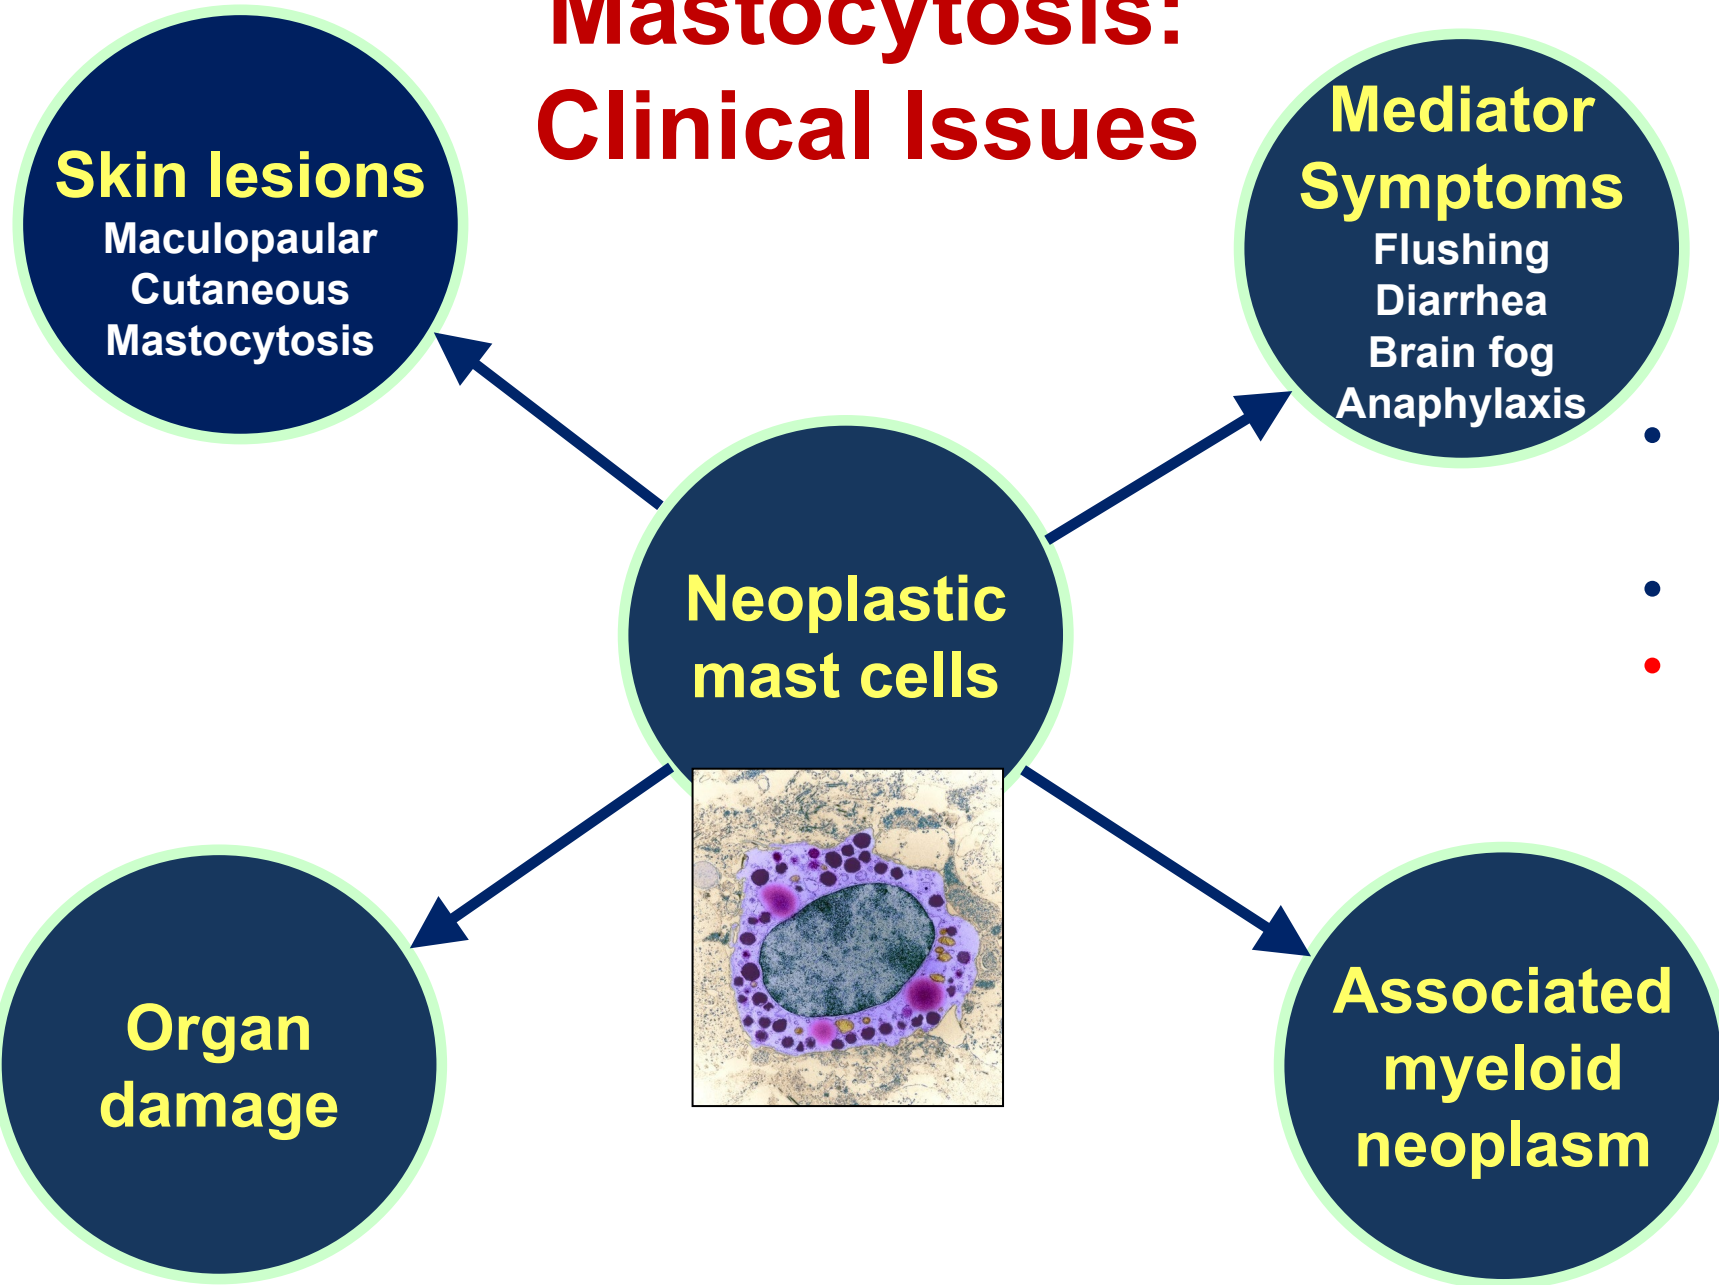 Mastocytosis:
Clinical Issues
Skin lesions
Maculopaular
Cutaneous
Mastocytosis
Mediator
Symptoms
Flushing
Diarrhea
Brain fog
Anaphylaxis
Neoplastic
mast cells
Organ
damage
Associated
myeloid
neoplasm